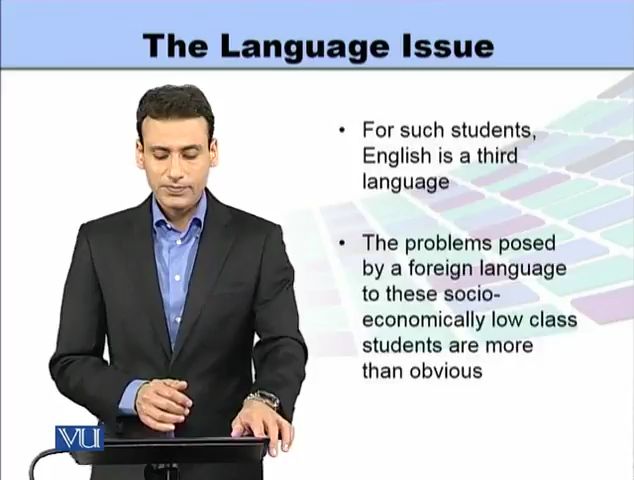 The Language Issue
• For such students,
English is a third
language
• The problems posed
by a foreign language
to these socio-
economically low class
students are more
than obvious
VU